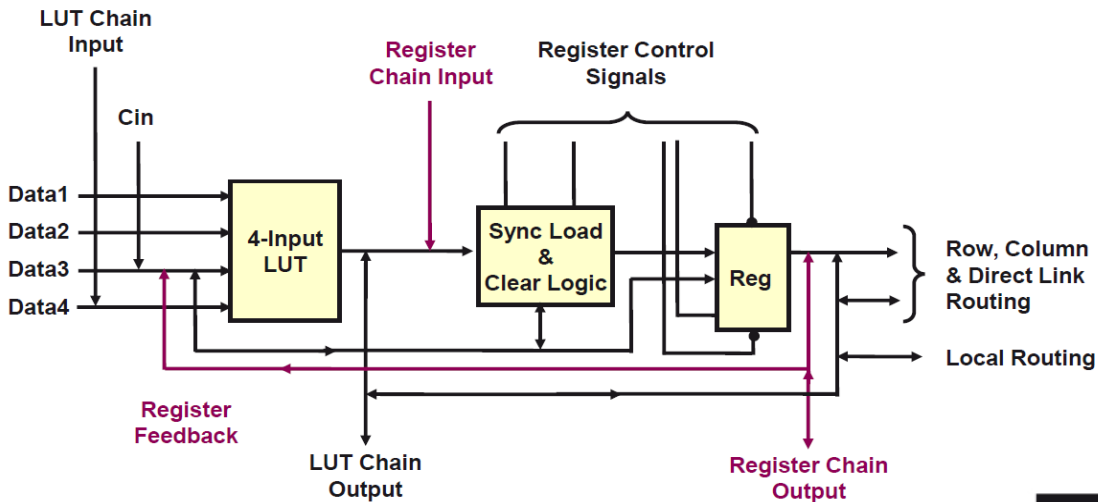 LUT Chain
Input
Register
Chain Input
Register Control
Signals
Cin
Data1
Data2
Data3
Data4
4-Input
LUT
Sync Load
&
Clear Logic
Reg
Row, Column
& Direct Link
Routing
Local Routing
Register
Feedback
LUT Chain
Output
Register Chain
Output